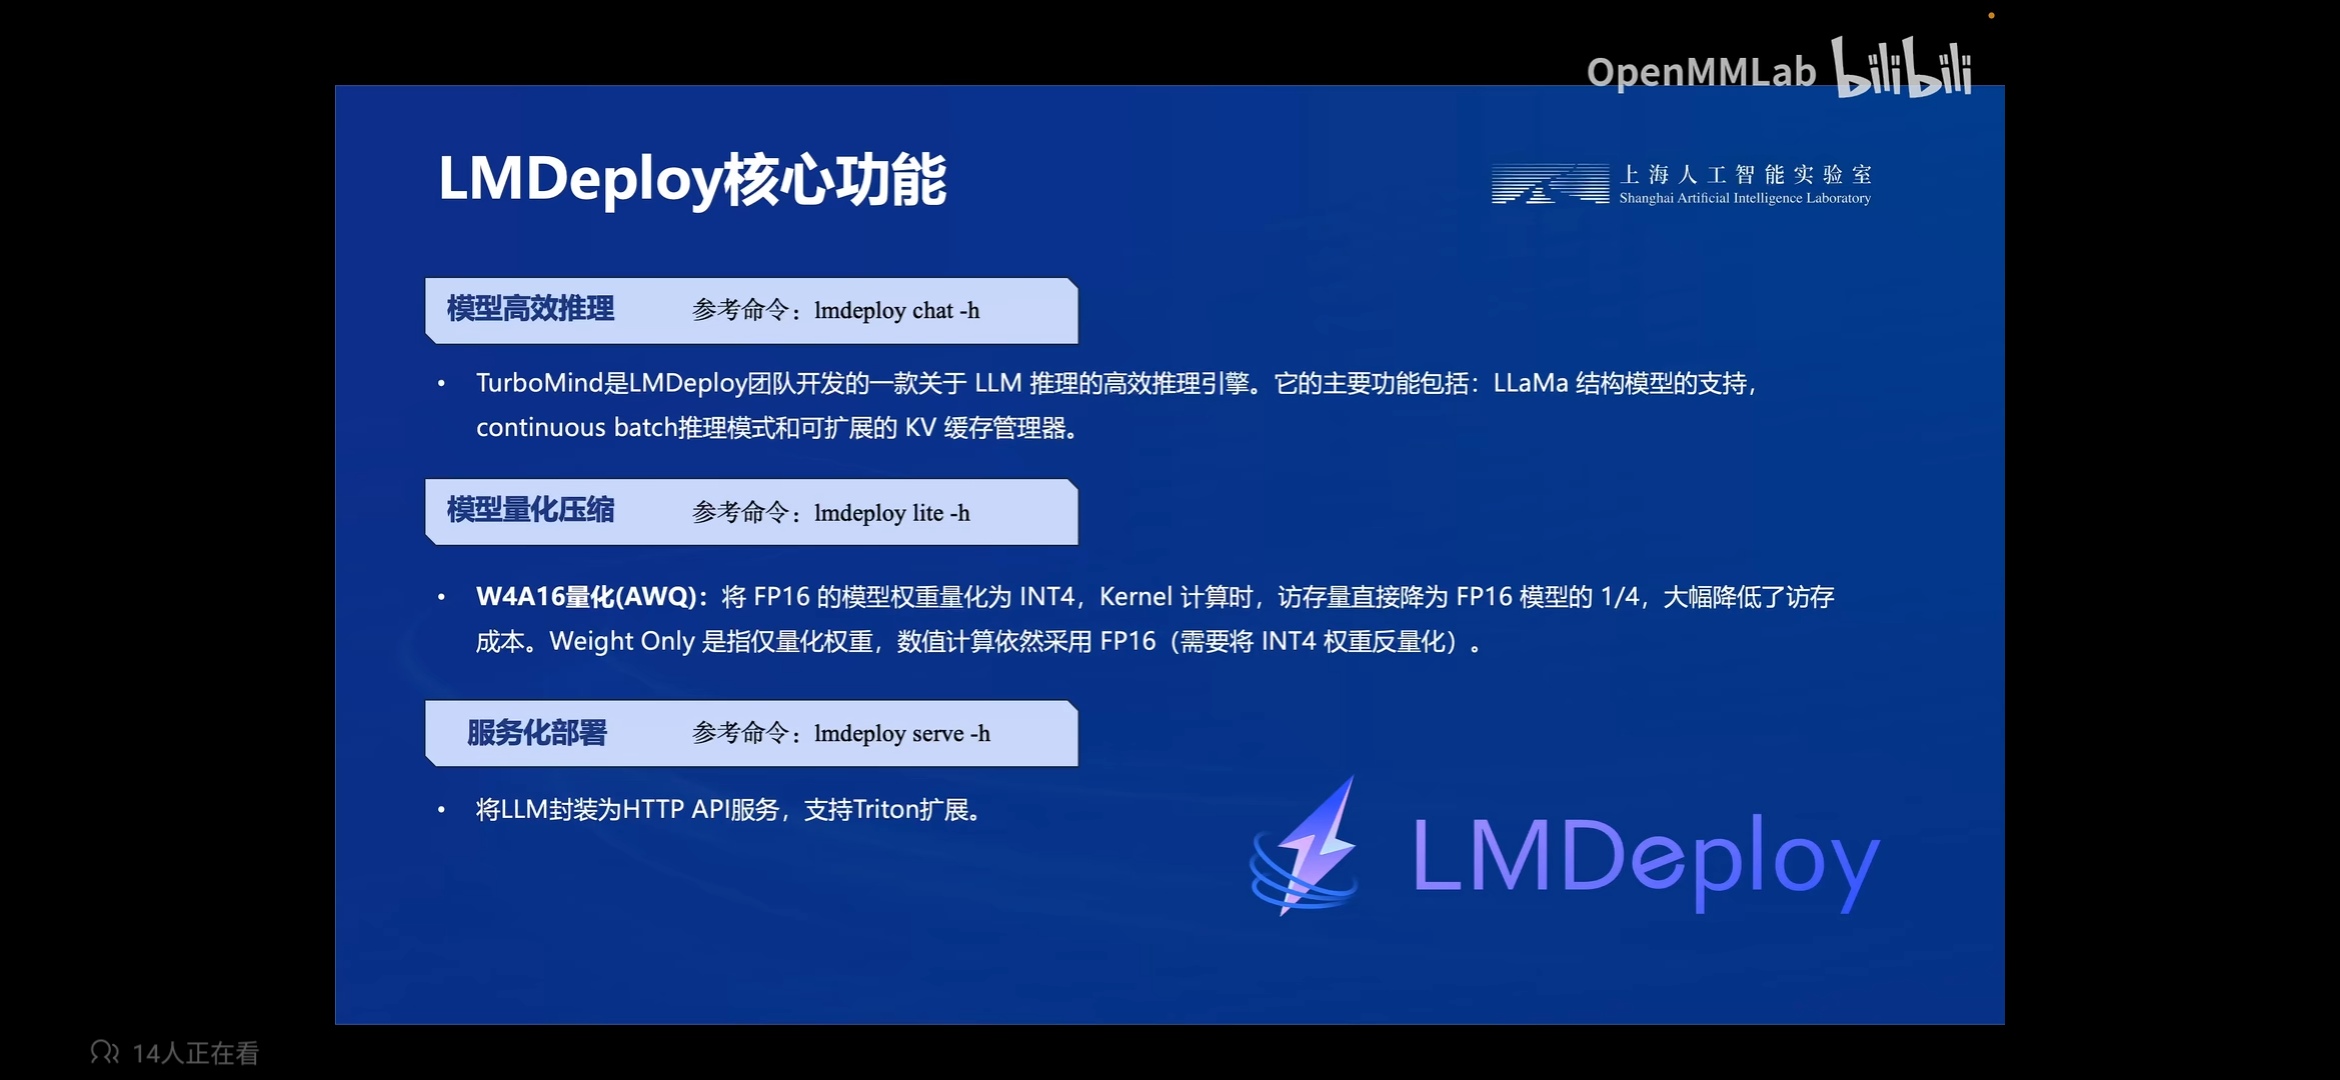 OpenMMLab bilibili
LMDeploy核心功能
上海人工智能实验室
Shanghai Artificial Intelligence Laboratory
模型高效推理 参考命令：lmdeploy chat -h
• TurboMind是LMDeploy团队开发的一款关于 LLM 推理的高效推理引擎。它的主要功能包括：LLaMa 结构模型的支持，
continuous batch推理模式和可扩展的 KV 缓存管理器。
模型量化压缩 参考命令：lmdeploy lite -h
• W4A16量化(AWQ)：将 FP16 的模型权重量化为 INT4，Kernel 计算时，访存量直接降为 FP16 模型的 1/4，大幅降低了访存
成本。Weight Only 是指仅量化权重，数值计算依然采用 FP16（需要将 INT4 权重反量化）。
服务化部署 参考命令：lmdeploy serve -h
• 将LLM封装为HTTP API服务，支持Triton扩展。
LMDeploy
14人正在看